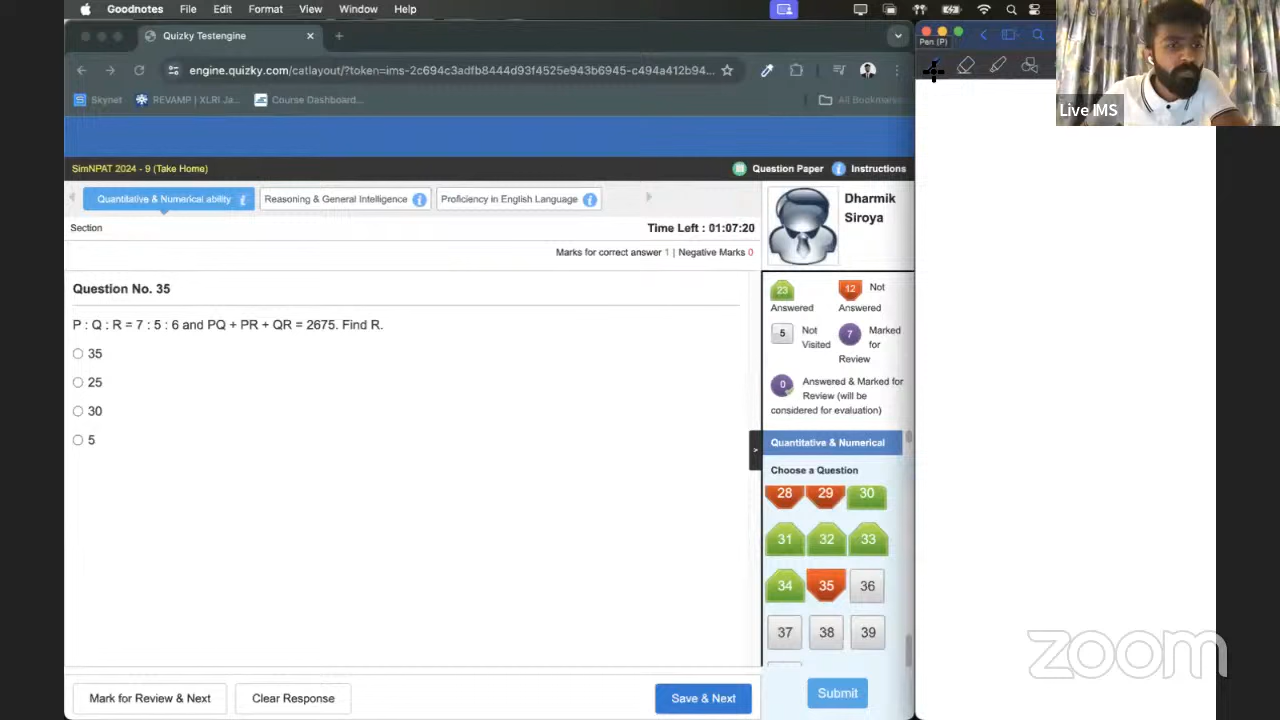 Goodnotes File Edit Format View Window Help
Quizky Testengine
Pen (P)
engine.quizky.com/catlayout/?token=ims-2c694c3adfb8444d93f4525e943b6945-c494a412b94...
Skynet REVAMP | XLRI Ja... Course Dashboard... All Bookmarks
Live IMS
SimNPAT 2024 - 9 (Take Home) Question Paper Instructions
Quantitative & Numerical ability Reasoning & General Intelligence Proficiency in English Language
Dharmik
Siroya
Section Time Left : 01:07:20
Marks for correct answer 1 | Negative Marks 0
Question No. 35
P : Q : R = 7 : 5 : 6 and PQ + PR + QR = 2675. Find R.
35
25
30
5
23 Answered
12 Not Answered
5 Not Visited
7 Marked for Review
0 Answered & Marked for
Review (will be
considered for evaluation)
Quantitative & Numerical
>
Choose a Question
28 29 30
31 32 33
34 35 36
37 38 39
Mark for Review & Next Clear Response Save & Next Submit
zoom